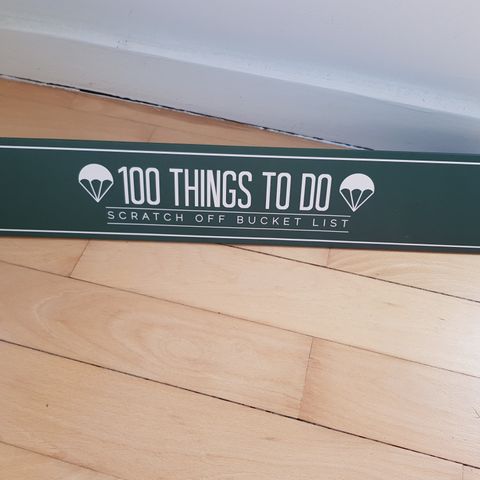 100 THINGS TO DO
SCRATCH OFF BUCKET LIST